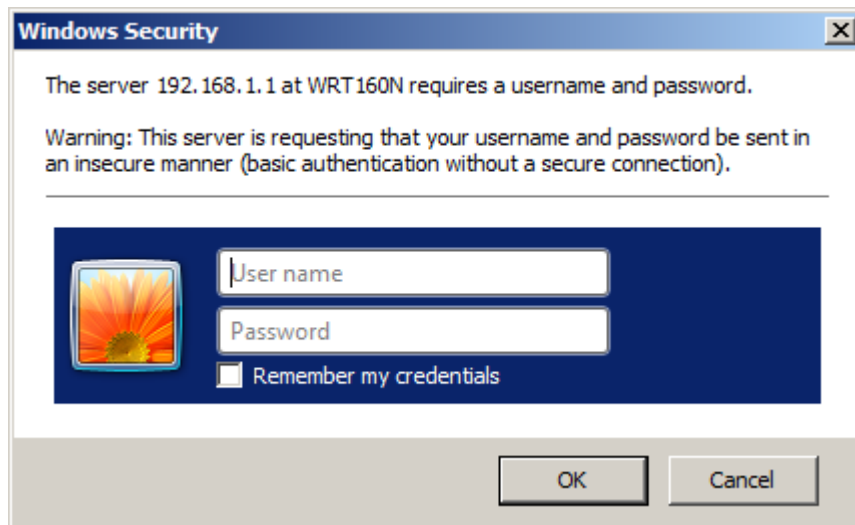 Windows Security
The server 192.168.1.1 at WRT160N requires a username and password.
Warning: This server is requesting that your username and password be sent in
an insecure manner (basic authentication without a secure connection).
User name
Password
Remember my credentials
OK
Cancel